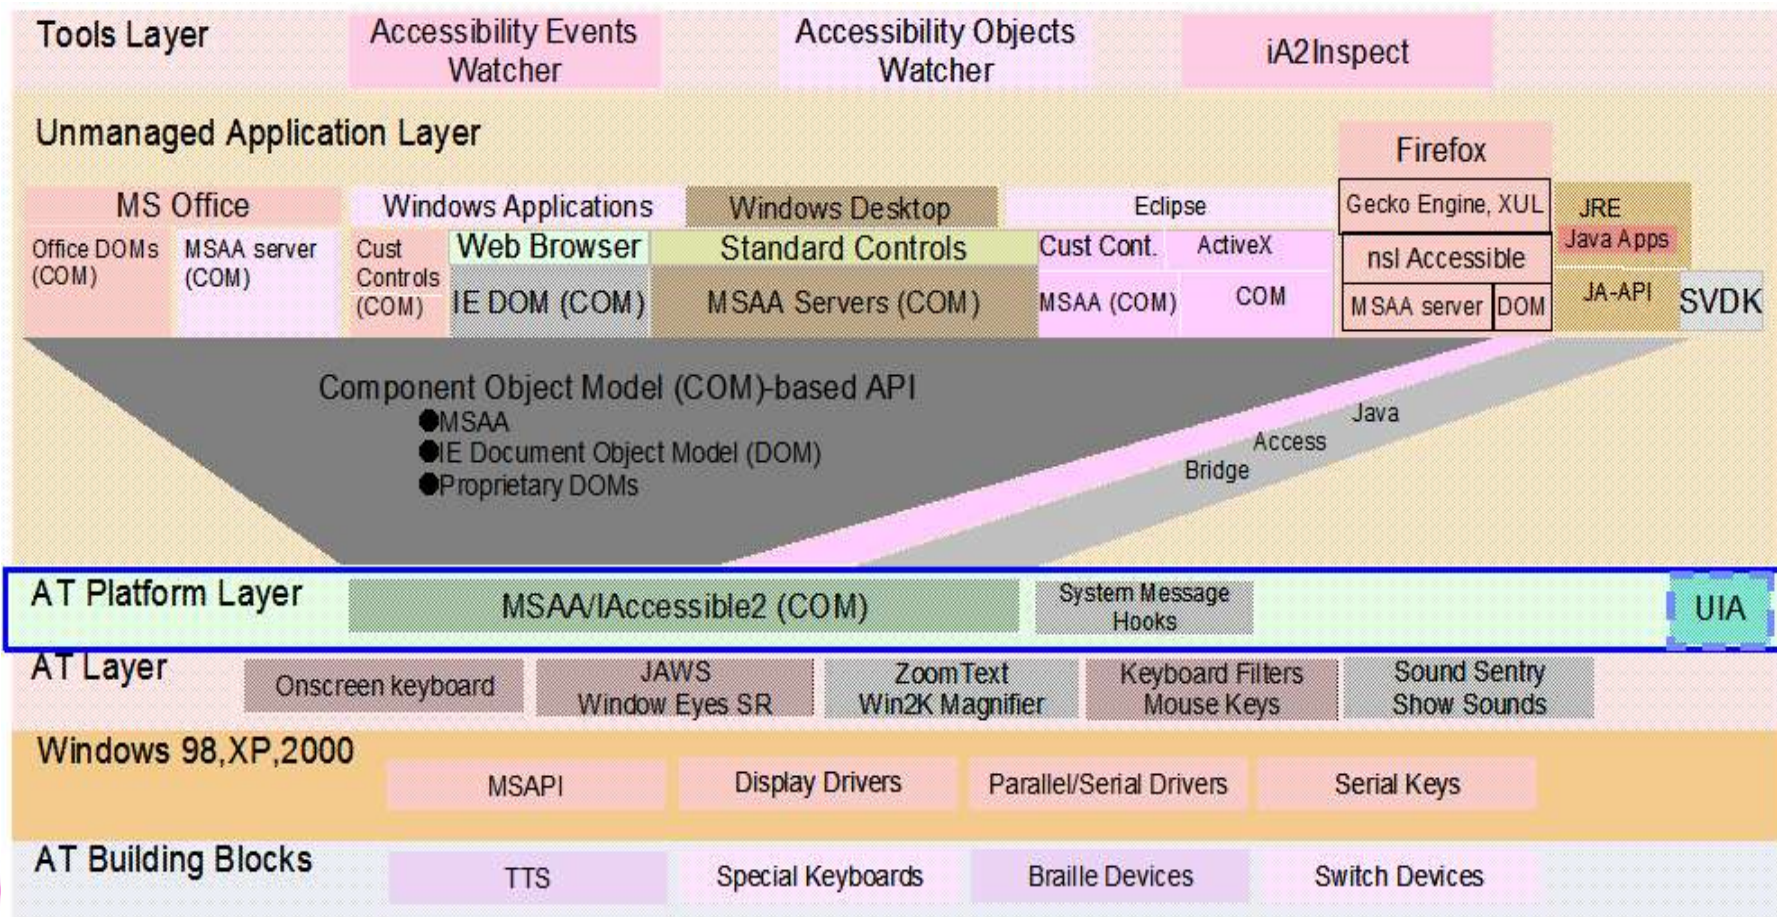 Tools Layer
Accessibility Events
Watcher
Accessibility Objects
Watcher
iA2Inspect
Unmanaged Application Layer
Firefox
MS Office
Windows Applications
Windows Desktop
Eclipse
Gecko Engine, XUL
JRE
Java Apps
Office DOMs
(COM)
MSAA server
(COM)
Cust
Controls
(COM)
Web Browser
IE DOM (COM)
Standard Controls
MSAA Servers (COM)
Cust Cont.
MSAA (COM)
ActiveX
COM
nsl Accessible
MSAA server
DOM
JA-API
SVDK
Component Object Model (COM)-based API
●MSAA
●IE Document Object Model (DOM)
●Proprietary DOMs
Java
Access
Bridge
AT Platform Layer
MSAA/IAccessible2 (COM)
System Message
Hooks
UIA
AT Layer
Onscreen keyboard
JAWS
Window Eyes SR
ZoomText
Win2K Magnifier
Keyboard Filters
Mouse Keys
Sound Sentry
Show Sounds
Windows 98,XP,2000
MSAPI
Display Drivers
Parallel/Serial Drivers
Serial Keys
AT Building Blocks
TTS
Special Keyboards
Braille Devices
Switch Devices